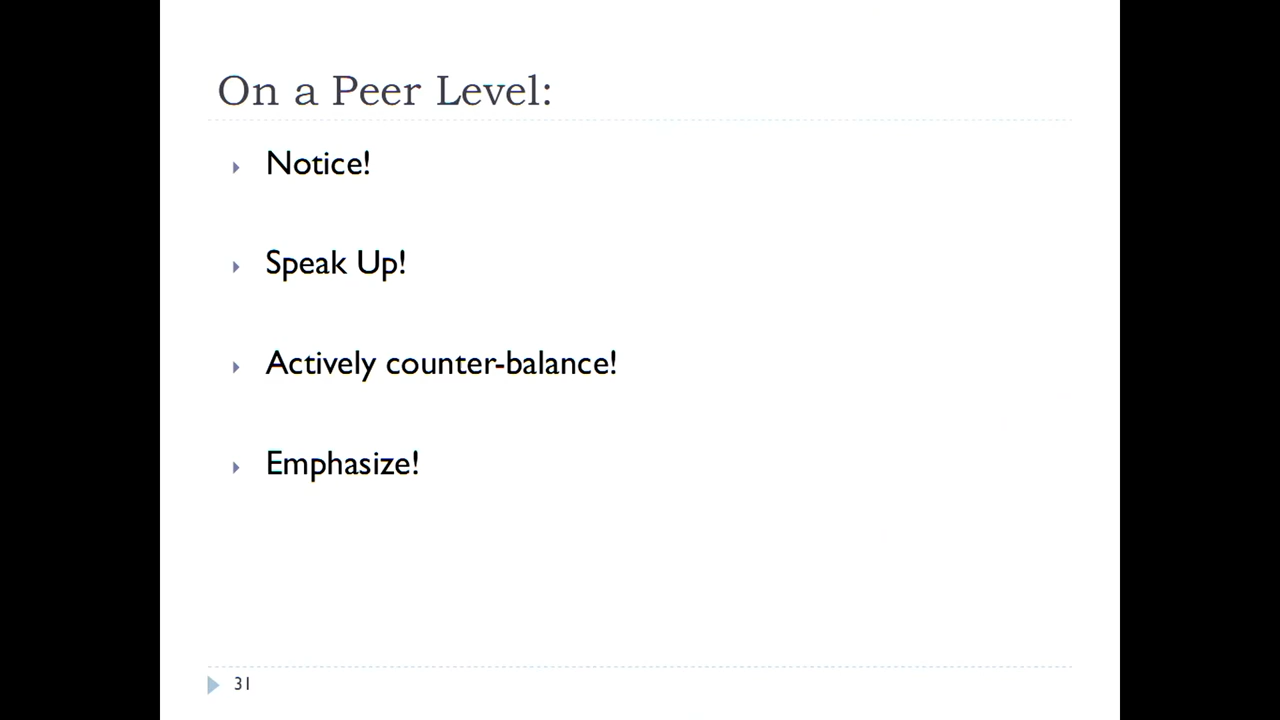 On a Peer Level:
Notice!
Speak Up!
Actively counter-balance!
Emphasize!
31